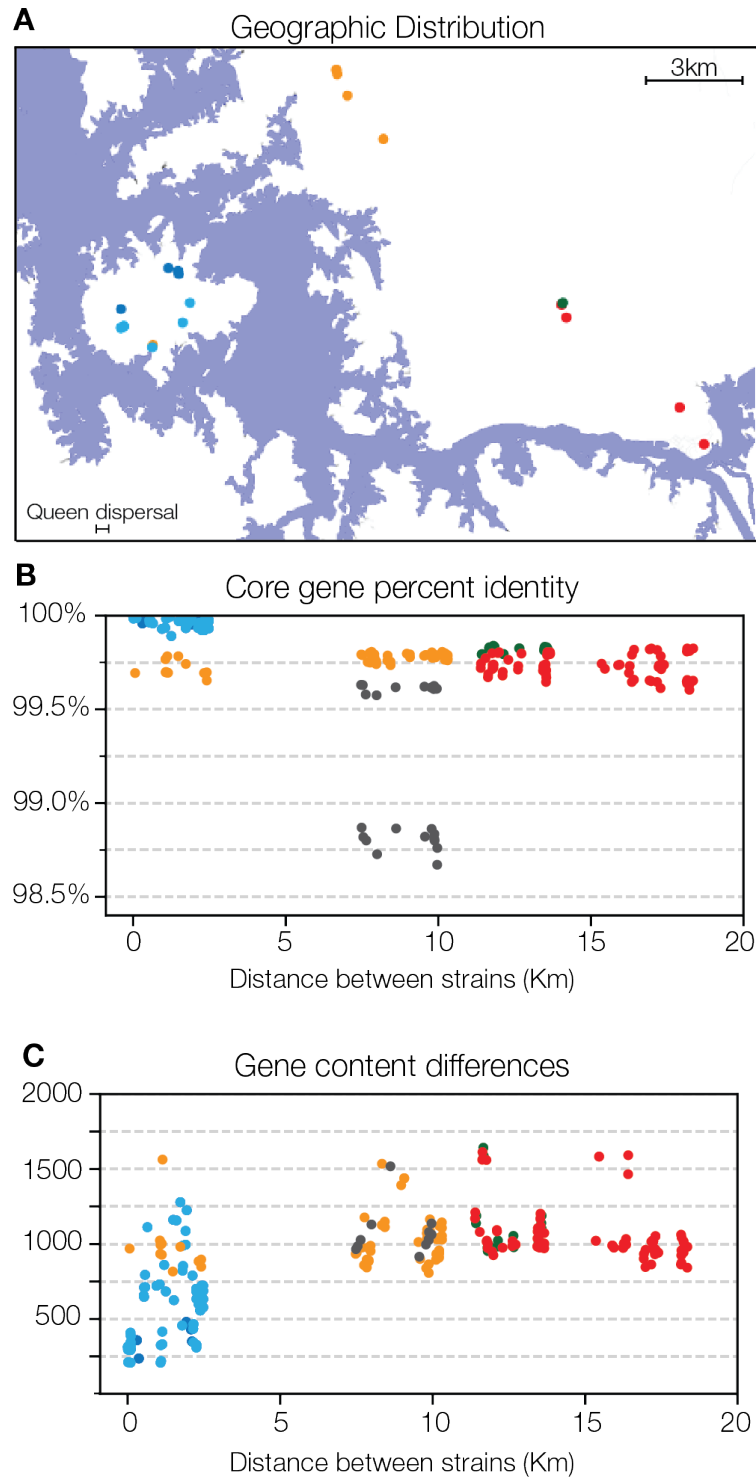 A
Geographic Distribution
3km
Queen dispersal
B
Core gene percent identity
100%
99.5%
99.0%
98.5%
0 5 10 15 20
Distance between strains (Km)
C
Gene content differences
2000
1500
1000
500
0 5 10 15 20
Distance between strains (Km)